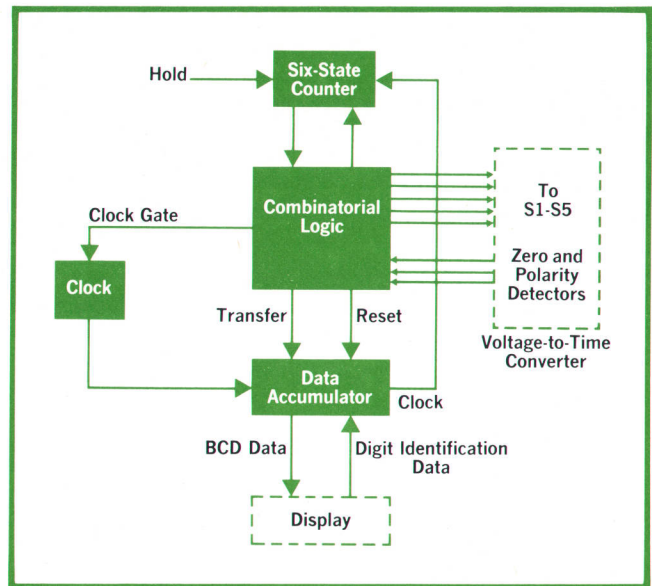 Hold
Six-State
Counter
To
S1-S5
Combinatorial
Logic
Clock Gate
Zero and
Polarity
Detectors
Clock
Transfer
Reset
Voltage-to-Time
Converter
Data
Accumulator
Clock
BCD Data
Digit Identification
Data
Display